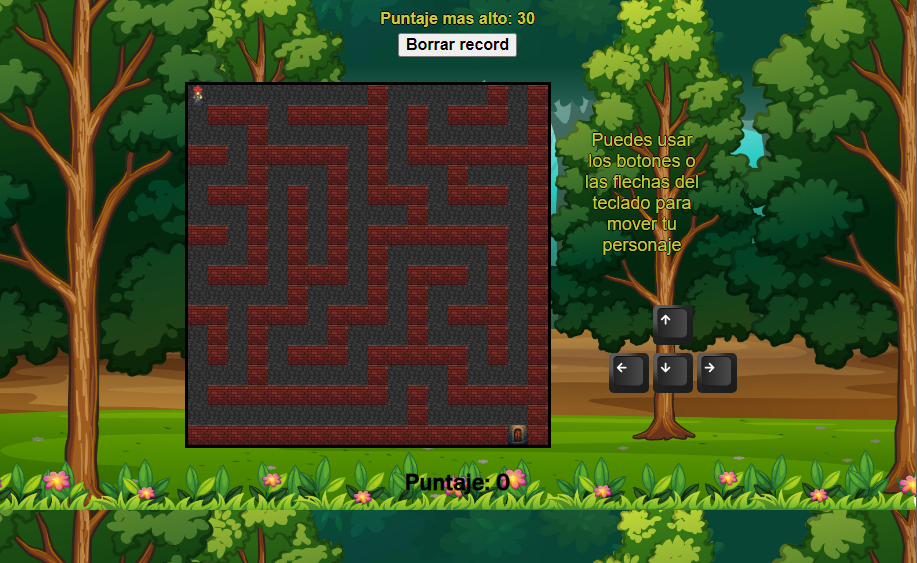 Puntaje mas alto: 30
Borrar record
Puedes usar
los botones o
las flechas del
teclado para
mover tu
personaje
Puntaje: 0